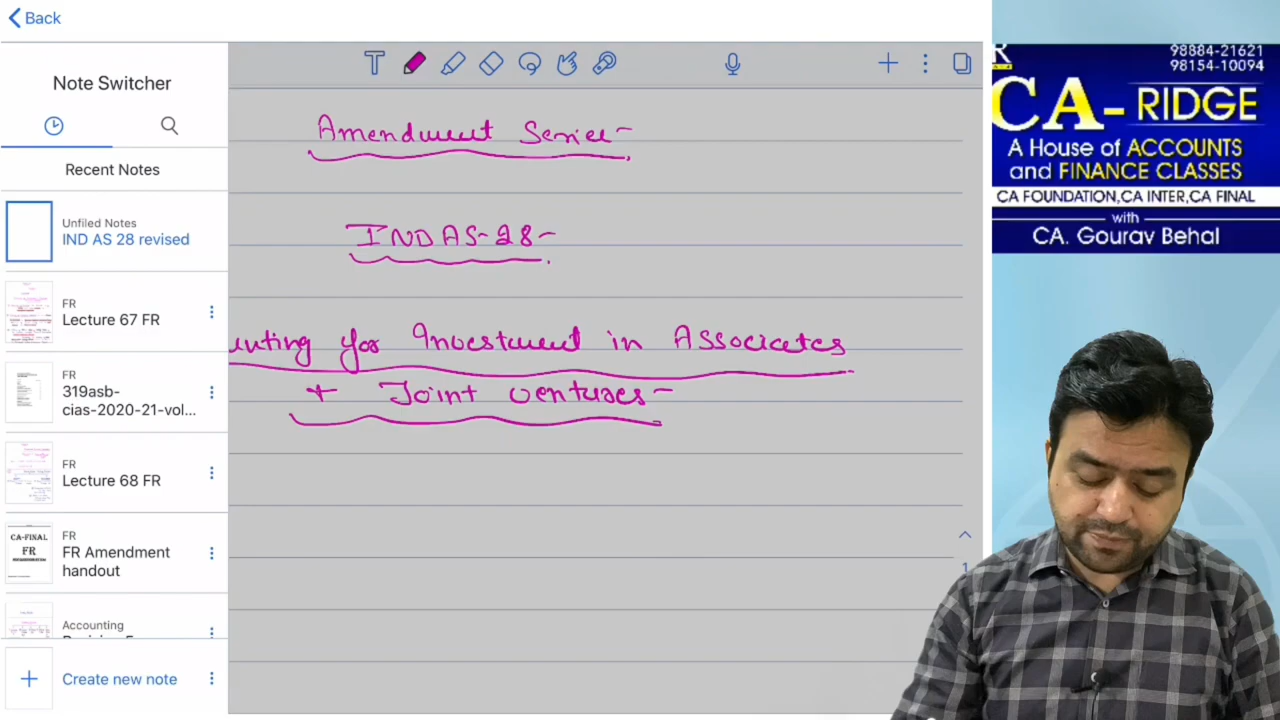 Back
Note Switcher
Recent Notes
Unfiled Notes
IND AS 28 revised
FR
Lecture 67 FR
FR
319asb-
cias-2020-21-vol...
FR
Lecture 68 FR
CA-FINAL
FR
FR
FR Amendment
handout
Accounting
Create new note
T
Amendment Series-
IND AS-28-
unting for Investment in Associates
+ Joint ventures-
1
R
98884-21621
98154-10094
CA- RIDGE
A House of ACCOUNTS
and FINANCE CLASSES
CA FOUNDATION,CA INTER,CA FINAL
with
CA. Gourav Behal